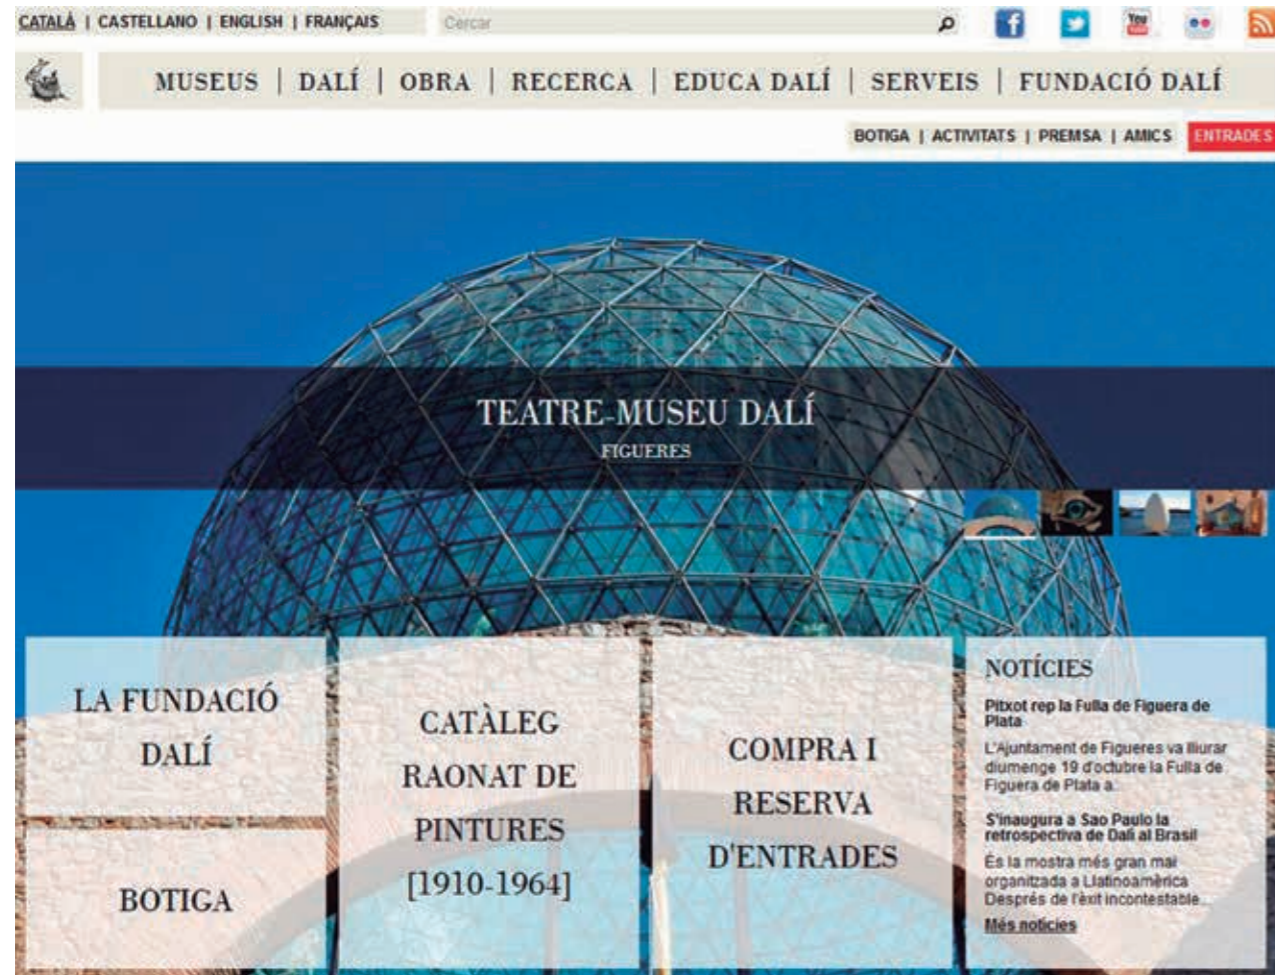 CATALÀ | CASTELLANO | ENGLISH | FRANÇAIS
Cercar
You
MUSEUS | DALÍ | OBRA | RECERCA | EDUCA DALÍ | SERVEIS | FUNDACIÓ DALÍ
BOTIGA | ACTIVITATS | PREMSA | AMICS ENTRADES
TEATRE-MUSEU DALÍ
FIGUERES
LA FUNDACIÓ
DALÍ
BOTIGA
CATÀLEG
RAONAT DE
PINTURES
[1910-1964]
COMPRA I
RESERVA
D'ENTRADES
NOTÍCIES
Pitxot rep la Fulla de Figuera de
Plata
L'Ajuntament de Figueres va lliurar
diumenge 19 d'octubre la Fulla de
Figuera de Plata a...
S'inaugura a Sao Paulo la
retrospectiva de Dalí al Brasil
És la mostra més gran mai
organitzada a Llatinoamèrica
Després de l'èxit incontestable...
Més notícies